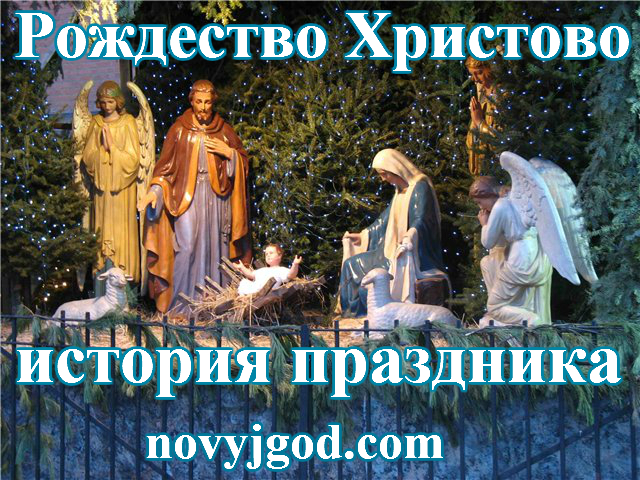 Рождество Христово
история праздника
novyjgod.com